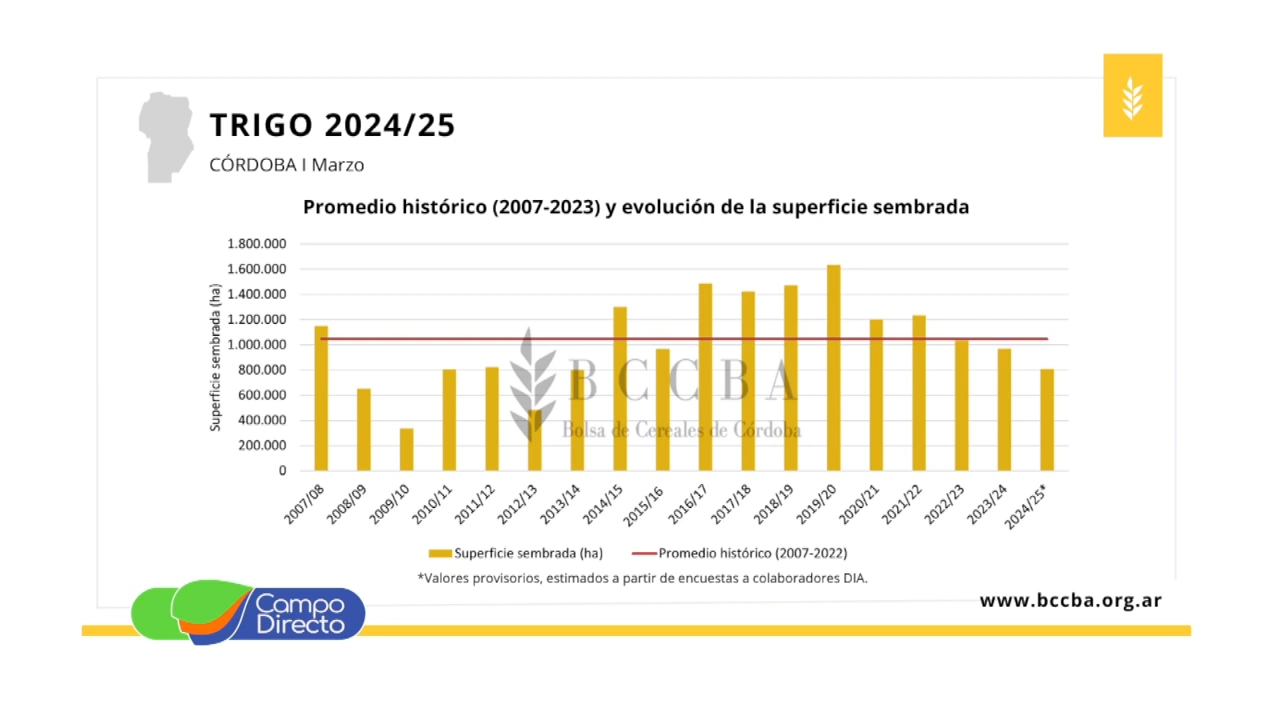 TRIGO 2024/25
CÓRDOBA I Marzo
Promedio histórico (2007-2023) y evolución de la superficie sembrada
Superficie sembrada (ha)
1.800.000
1.600.000
1.400.000
1.200.000
1.000.000
800.000
600.000
400.000
200.000
0
BCCBA
Bolsa de Cereales de Córdoba
2007/08
2008/09
2009/10
2010/11
2011/12
2012/13
2013/14
2014/15
2015/16
2016/17
2017/18
2018/19
2019/20
2020/21
2021/22
2022/23
2023/24
2024/25*
Superficie sembrada (ha)
Promedio histórico (2007-2022)
*Valores provisorios, estimados a partir de encuestas a colaboradores DIA.
Campo
Directo
www.bccba.org.ar